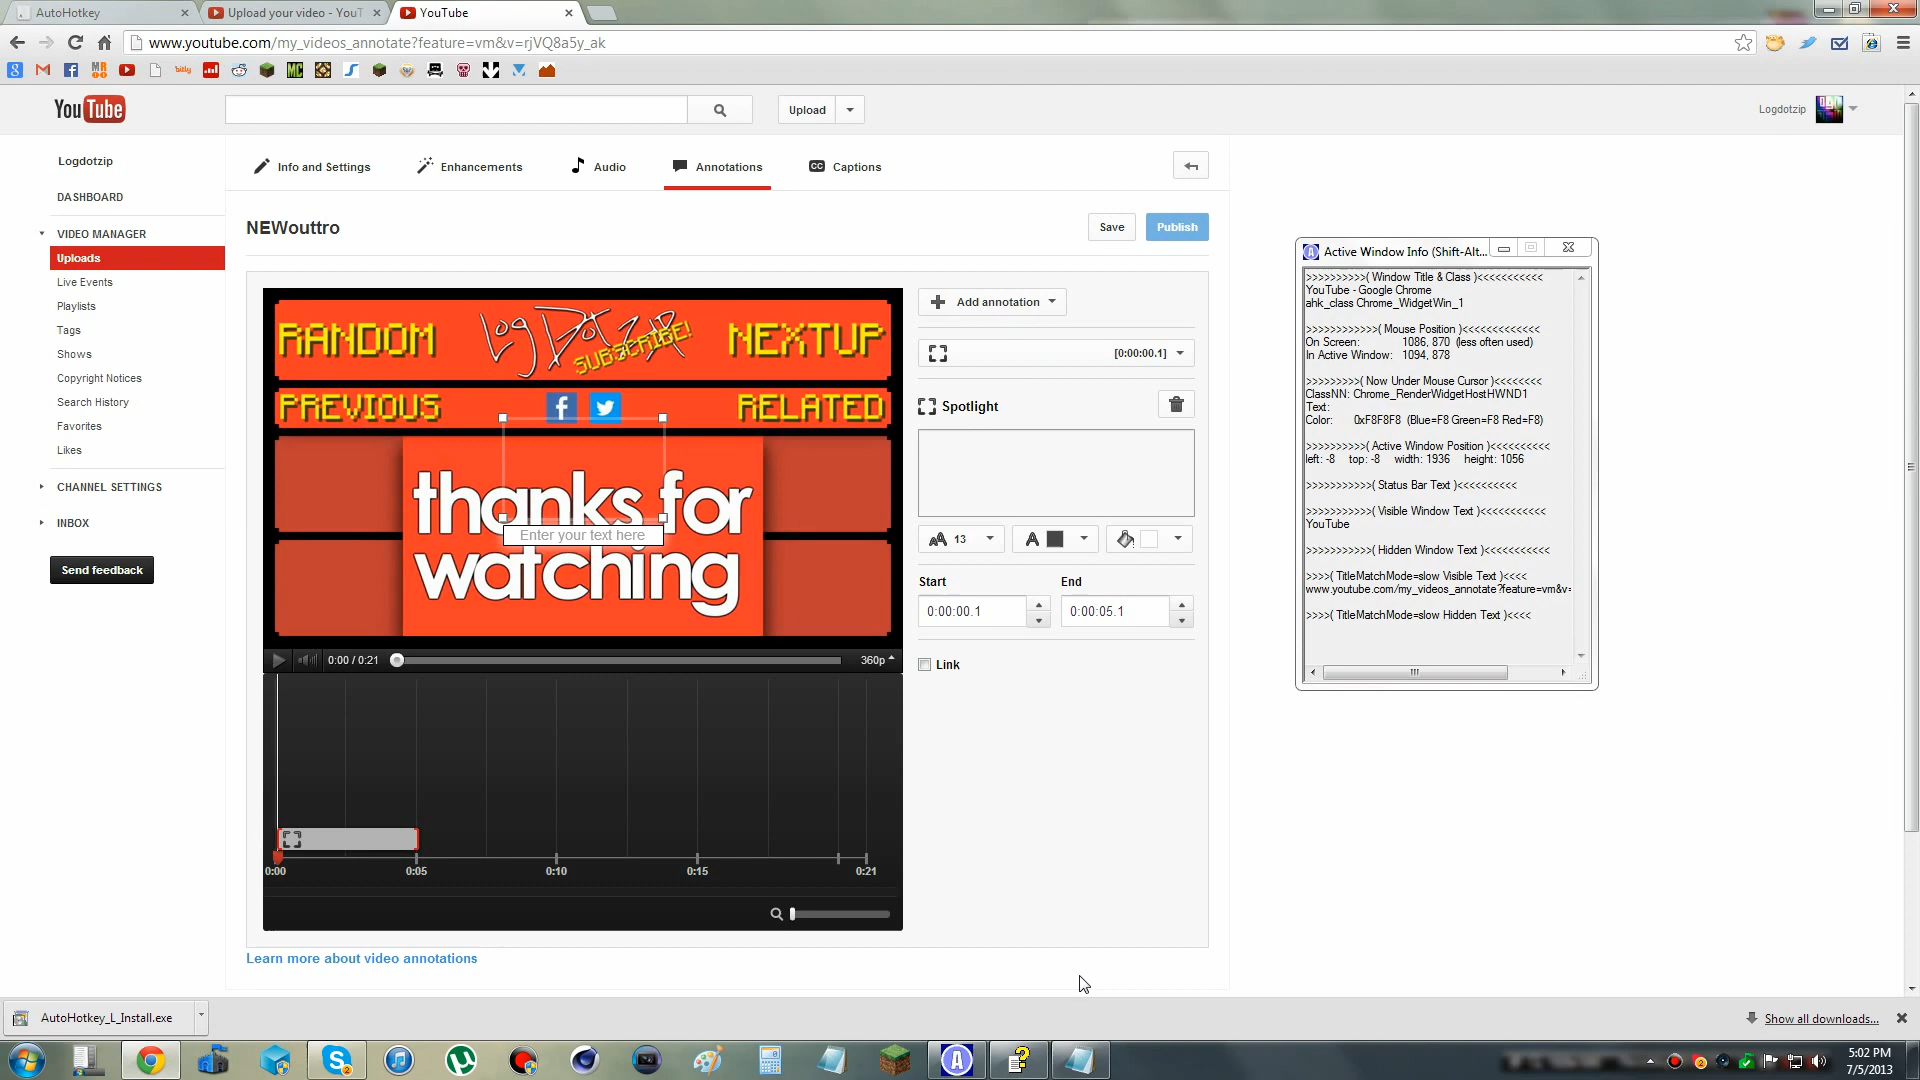 AutoHotkey
Upload your video - YouT
YouTube
www.youtube.com/my_videos_annotate?feature=vm&v=rjVQ8a5y_ak
YouTube
Upload
Logdotzip
Logdotzip
DASHBOARD
VIDEO MANAGER
Uploads
Live Events
Playlists
Tags
Shows
Copyright Notices
Search History
Favorites
Likes
CHANNEL SETTINGS
INBOX
Send feedback
Info and Settings
Enhancements
Audio
Annotations
CC Captions
NEWouttro
Save
Publish
RANDOM
LogDotZip
SUBSCRIBE!
NEXTUP
PREVIOUS
RELATED
thanks for
Enter your text here
watching
0:00 / 0:21
360p
0:00
0:05
0:10
0:15
0:21
Learn more about video annotations
Add annotation
[0:00:00.1]
Spotlight
AA 13
A
Start
End
0:00:00.1
0:00:05.1
Link
Active Window Info (Shift-Alt...
>>>>>>>>>>( Window Title & Class )<<<<<<<<<<<
YouTube - Google Chrome
ahk_class Chrome_WidgetWin_1
>>>>>>>>>>>>( Mouse Position )<<<<<<<<<<<<<
On Screen: 1086, 870 (less often used)
In Active Window: 1094, 878
>>>>>>>>>( Now Under Mouse Cursor )<<<<<<<<
ClassNN: Chrome_RenderWidgetHostHWND1
Text:
Color: 0xF8F8F8 (Blue=F8 Green=F8 Red=F8)
>>>>>>>>>>( Active Window Position )<<<<<<<<<<
left: -8 top: -8 width: 1936 height: 1056
>>>>>>>>>>>( Status Bar Text )<<<<<<<<<<
>>>>>>>>>>>( Visible Window Text )<<<<<<<<<<<
YouTube
>>>>>>>>>>>( Hidden Window Text )<<<<<<<<<<<
>>>>( TitleMatchMode=slow Visible Text )<<<<
www.youtube.com/my_videos_annotate?feature=vm&v=
>>>>( TitleMatchMode=slow Hidden Text )<<<<
AutoHotkey_L_Install.exe
Show all downloads...
5:02 PM
7/5/2013